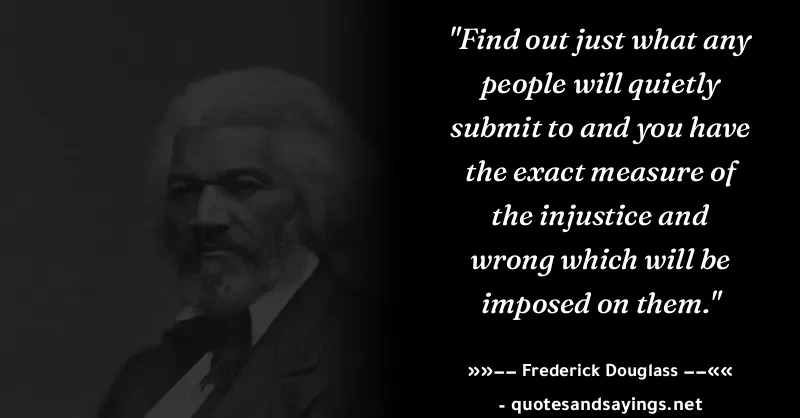 "Find out just what any
people will quietly
submit to and you have
the exact measure of
the injustice and
wrong which will be
imposed on them."
»»–– Frederick Douglass ––««
- quotesandsayings.net